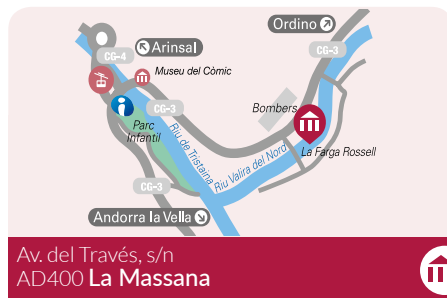 Ordino
CG-3
CG-4
Arinsal
Museu del Còmic
CG-3
Bombers
Parc
Infantil
Riu de Tristaina
La Farga Rossell
Riu Valira del Nord
CG-3
Andorra la Vella
Av. del Través, s/n
AD400 La Massana